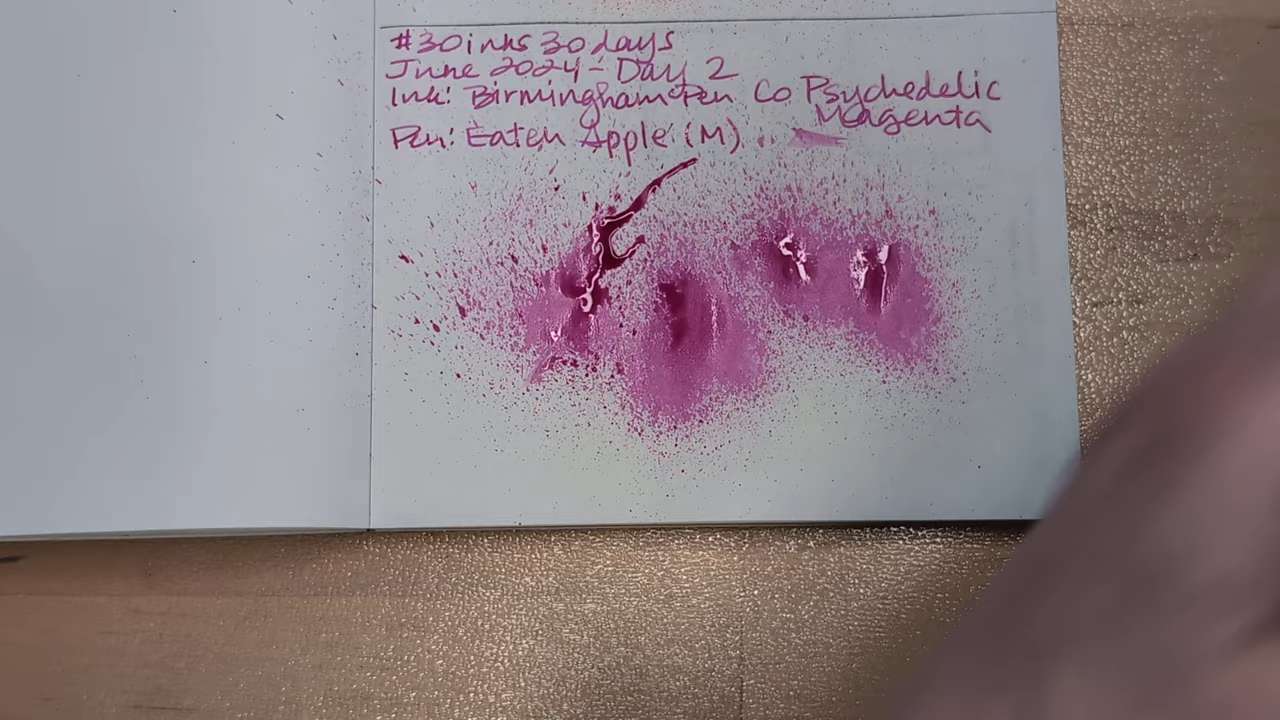 #30inks30days
June 2024 - Day 2
Ink: Birmingham Pen Co Psychedelic
Magenta
Pen: Eaten Apple (M)